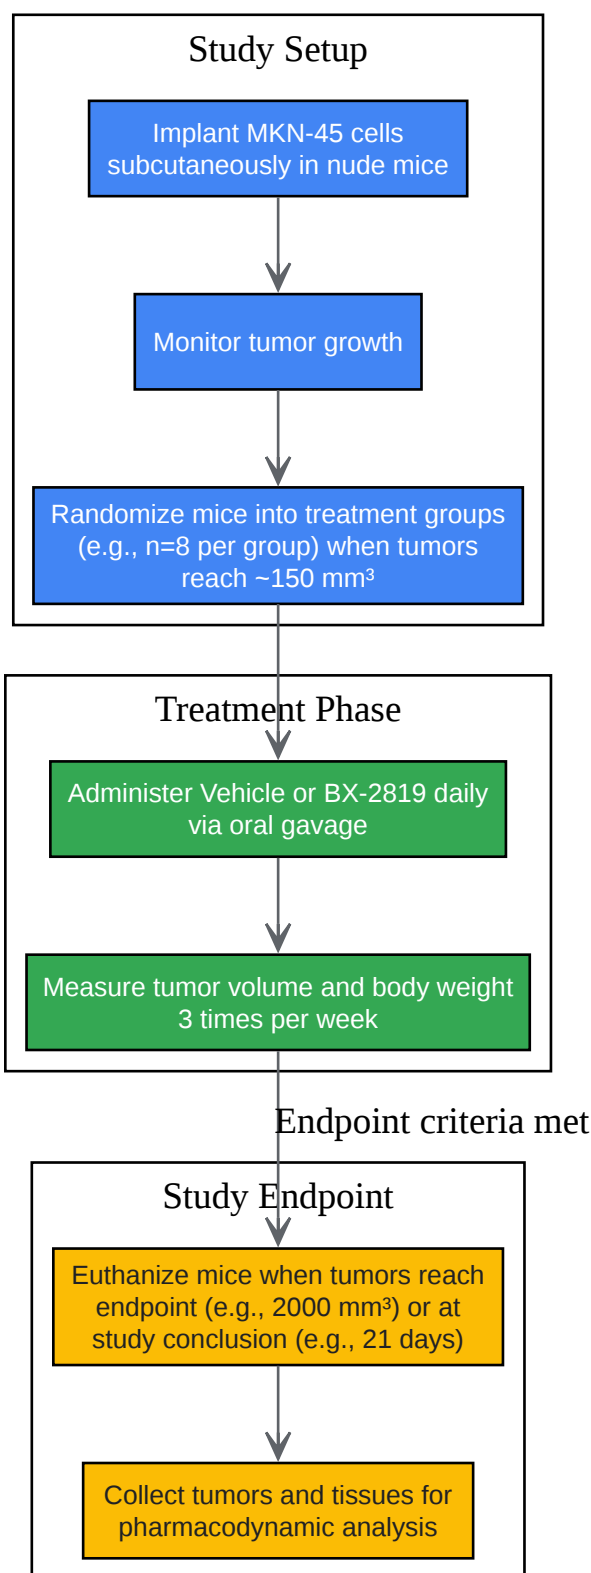 Study Setup
Implant MKN-45 cells
subcutaneously in nude mice
Monitor tumor growth
Randomize mice into treatment groups
(e.g., n=8 per group) when tumors
reach ~150 mm³
Treatment Phase
Administer Vehicle or BX-2819 daily
via oral gavage
Measure tumor volume and body weight
3 times per week
Endpoint criteria met
Study Endpoint
Euthanize mice when tumors reach
endpoint (e.g., 2000 mm³) or at
study conclusion (e.g., 21 days)
Collect tumors and tissues for
pharmacodynamic analysis